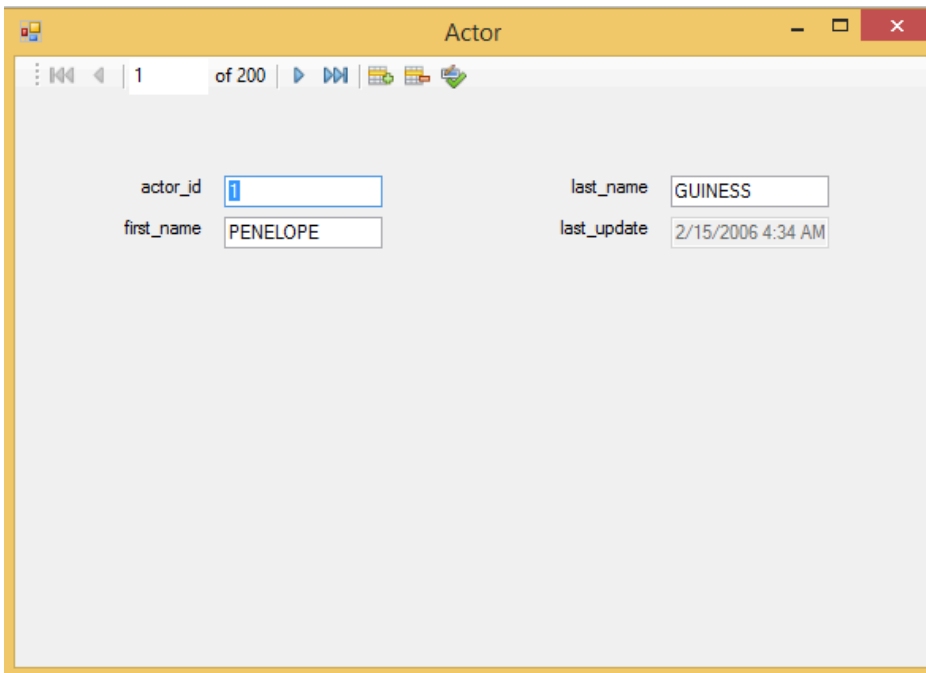 Actor
1 of 200
actor_id 1 last_name GUINESS
first_name PENELOPE last_update 2/15/2006 4:34 AM